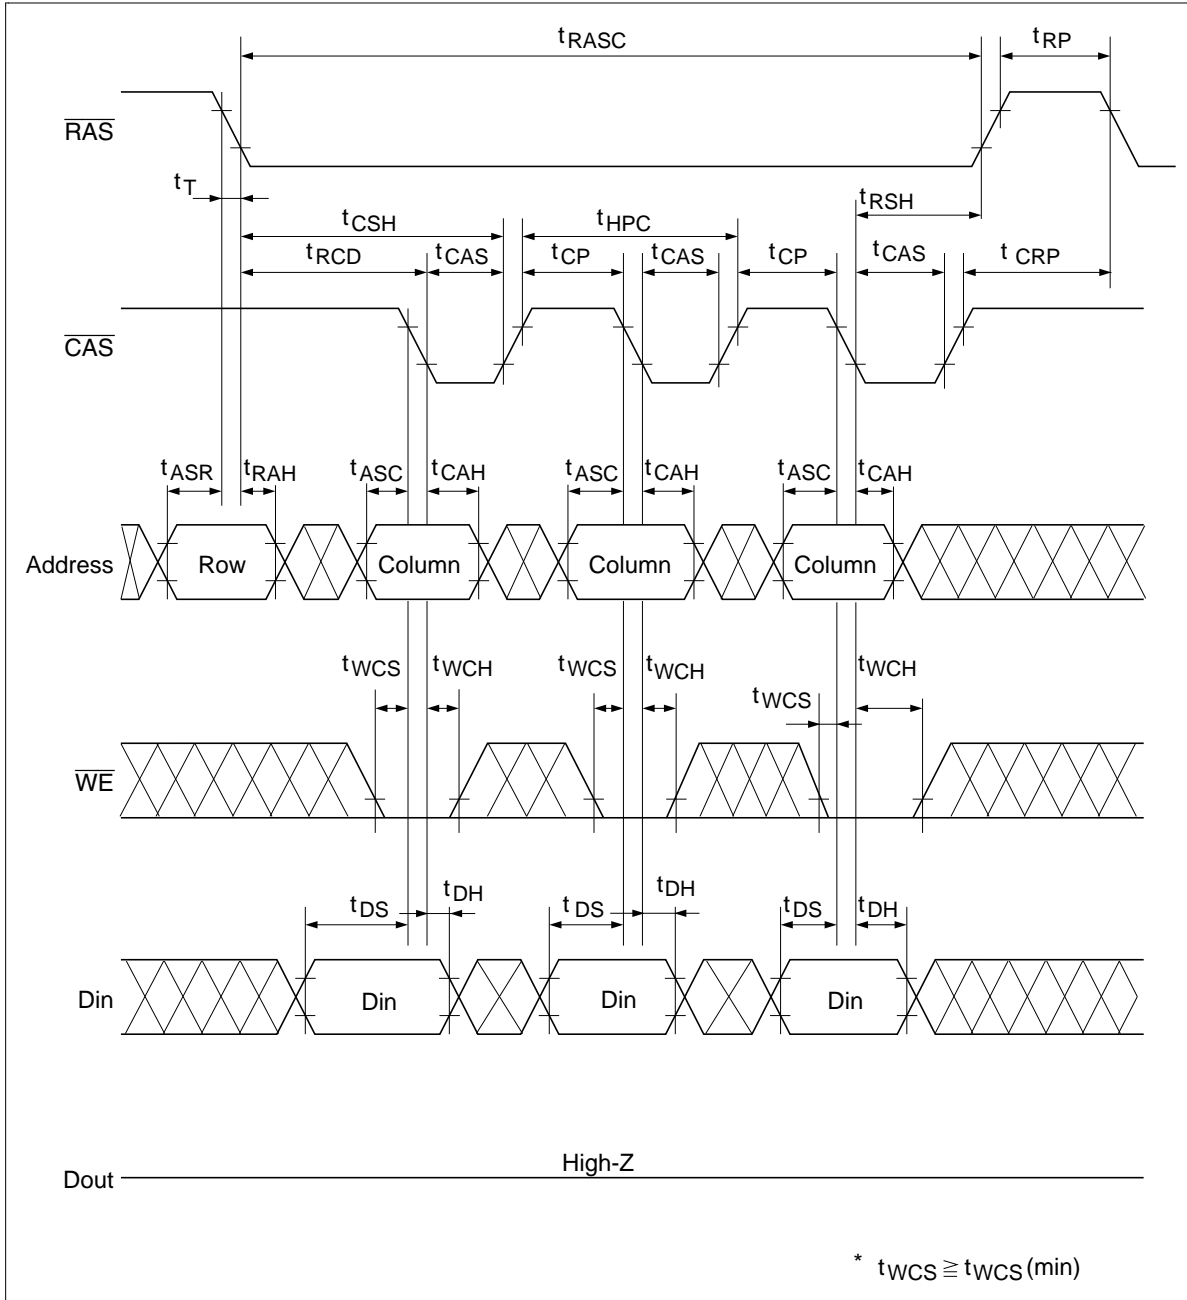 tRASC tRP
RAS
tT tRSH
tCSH tHPC
tRCD tCAS tCP tCAS tCP tCAS tCRP
CAS
tASR tRAH tASC tCAH tASC tCAH tASC tCAH
Address Row Column Column Column
tWCS tWCH tWCS tWCH tWCS tWCH
WE
tDS tDH tDS tDH tDS tDH
Din Din Din Din
High-Z
Dout
* tWCS ≧ tWCS (min)